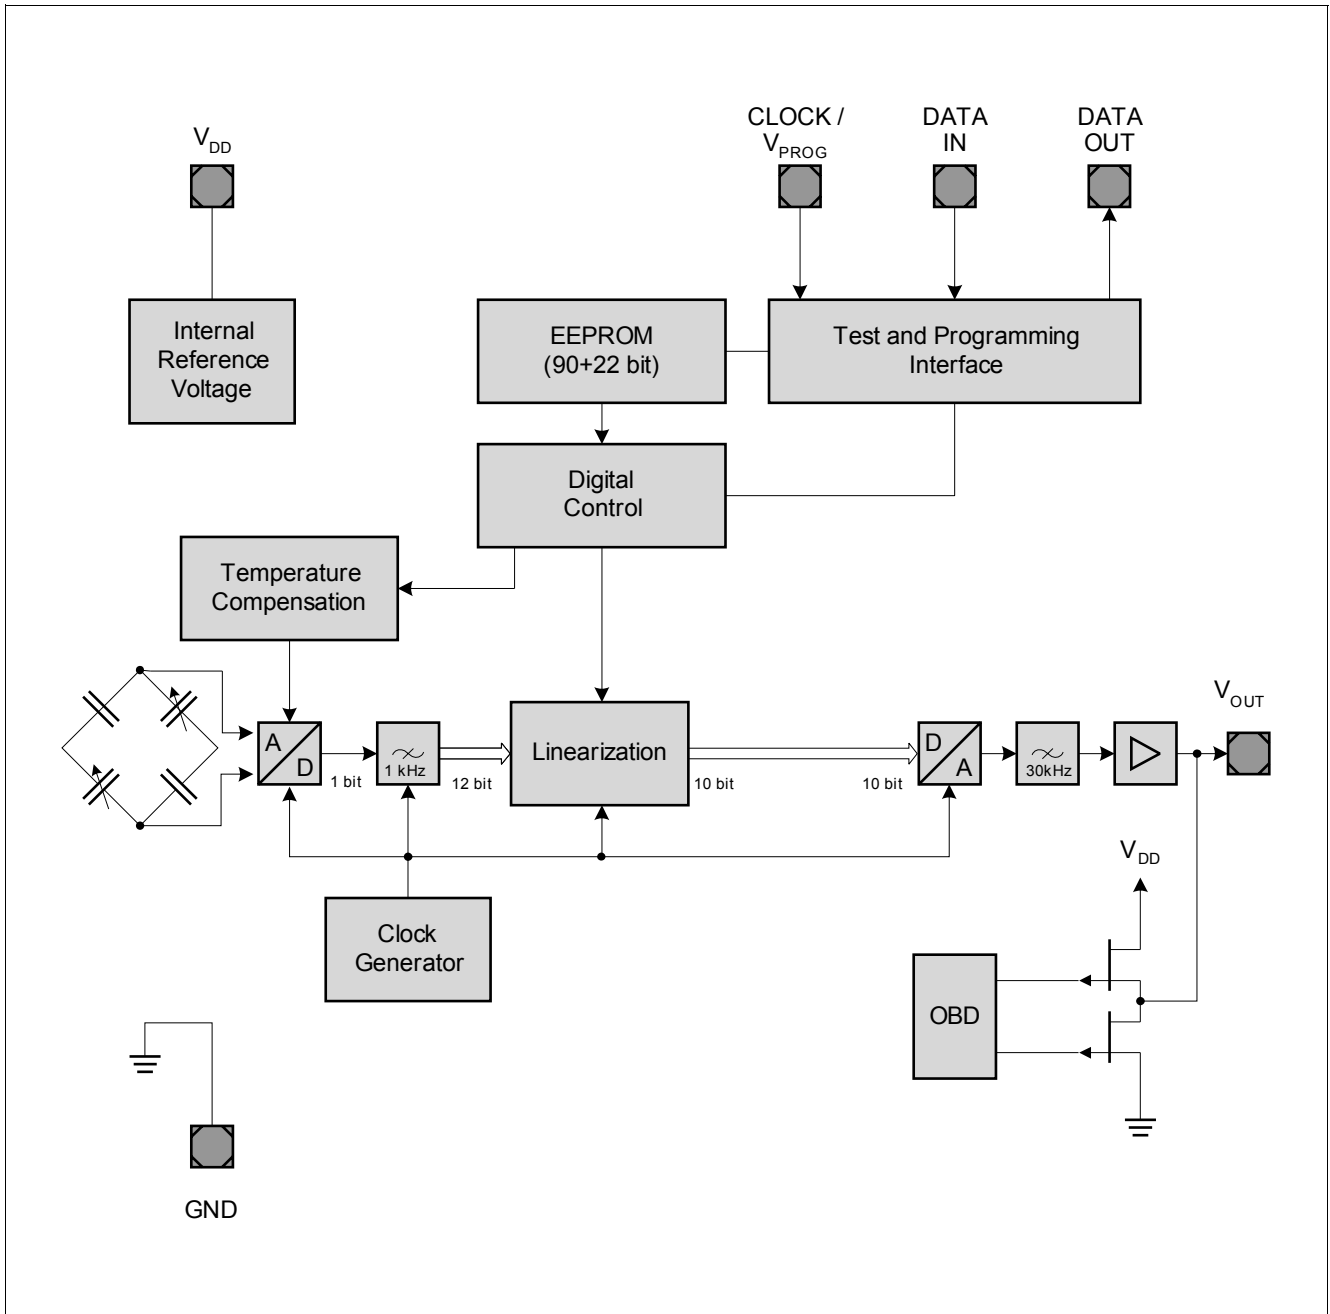 V_DD
CLOCK /
V_PROG
DATA
IN
DATA
OUT
Internal
Reference
Voltage
EEPROM
(90+22 bit)
Test and Programming
Interface
Digital
Control
Temperature
Compensation
A
D
1 bit
1 kHz
12 bit
Linearization
10 bit
10 bit
D
A
30kHz
V_OUT
Clock
Generator
V_DD
OBD
GND